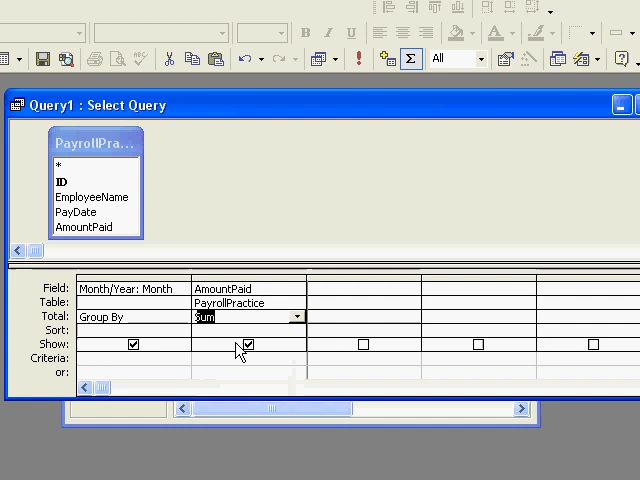 B I U
A
ABC
! Σ All ?
Query1 : Select Query
PayrollPra...
*
ID
EmployeeName
PayDate
AmountPaid
Field: Month/Year: Month AmountPaid
Table: PayrollPractice
Total: Group By Sum
Sort:
Show:
Criteria:
or: